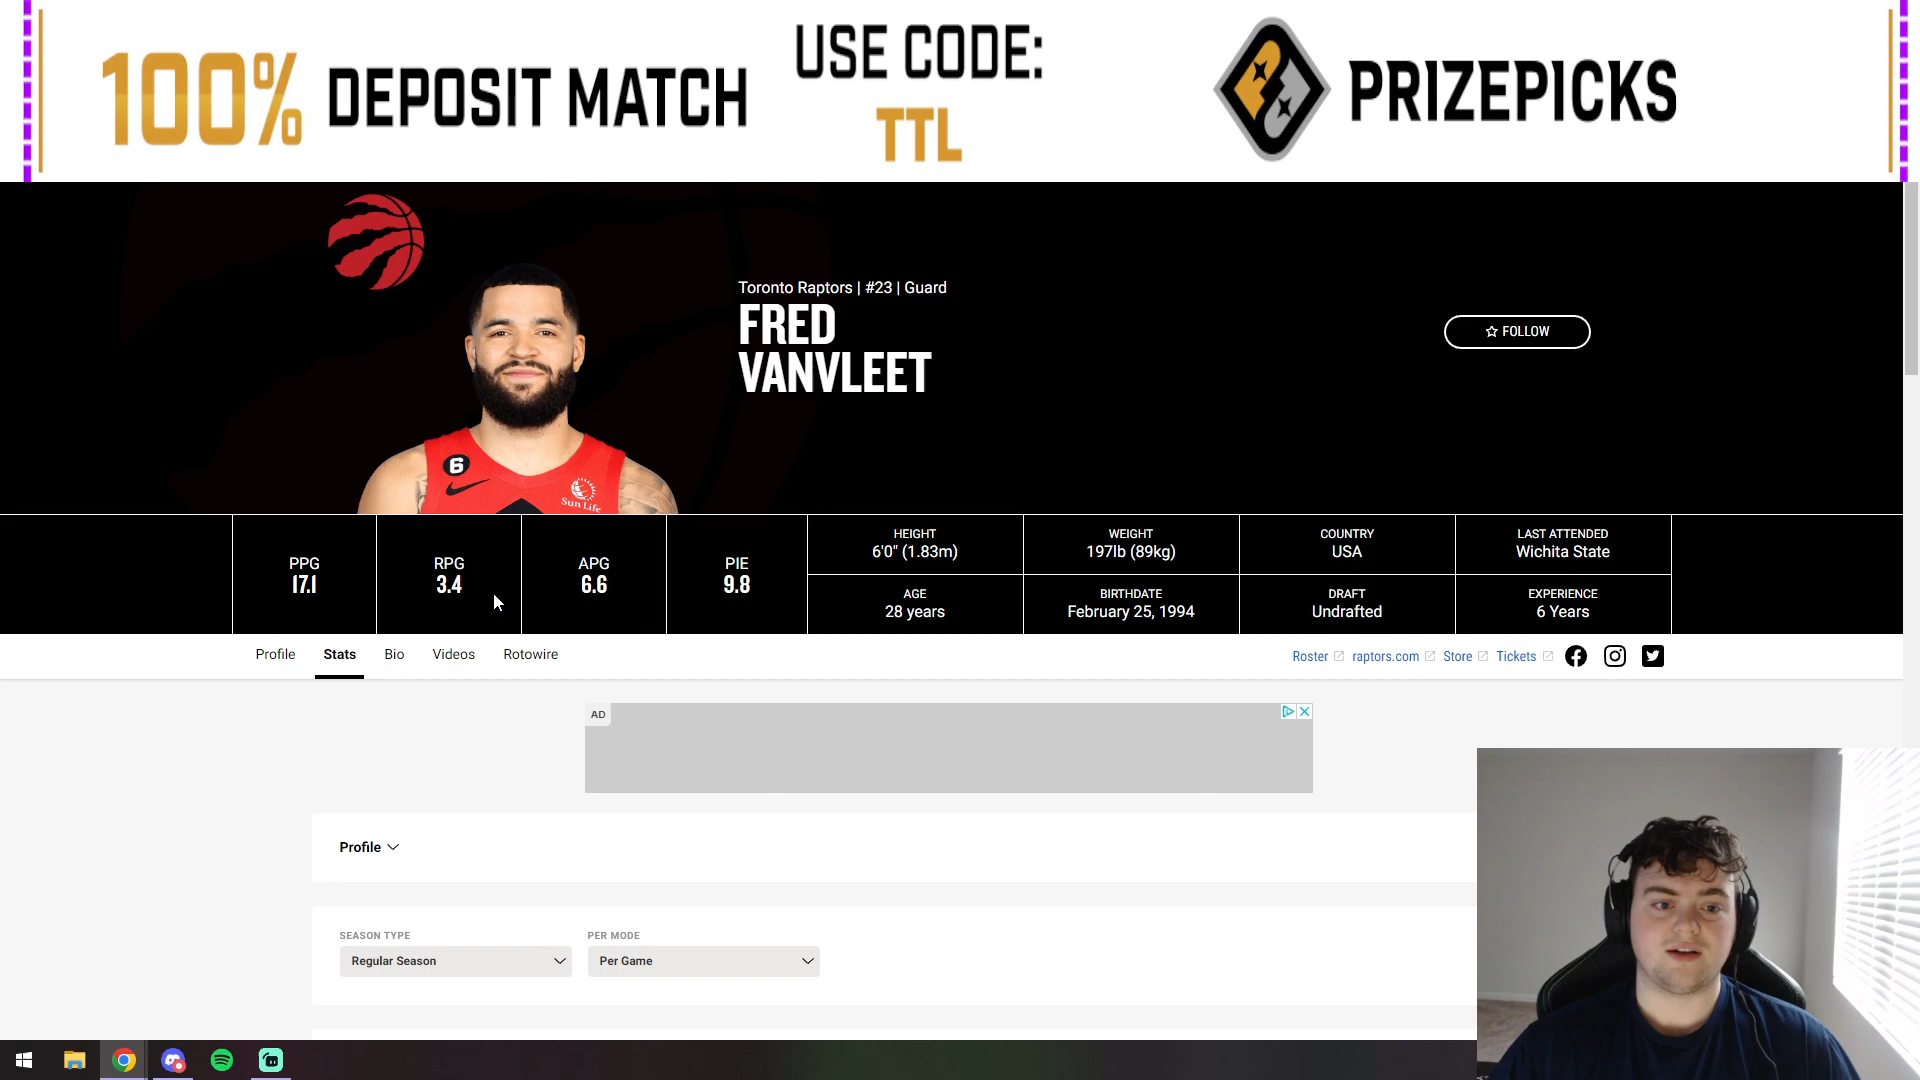 100% DEPOSIT MATCH
USE CODE:
TTL
PRIZEPICKS
Toronto Raptors | #23 | Guard
FRED
VANVLEET
FOLLOW
6
Sun Life
PPG
17.1
RPG
3.4
APG
6.6
PIE
9.8
HEIGHT
6'0" (1.83m)
WEIGHT
197lb (89kg)
COUNTRY
USA
LAST ATTENDED
Wichita State
AGE
28 years
BIRTHDATE
February 25, 1994
DRAFT
Undrafted
EXPERIENCE
6 Years
Profile Stats Bio Videos Rotowire
Roster raptors.com Store Tickets
AD
Profile
SEASON TYPE
Regular Season
PER MODE
Per Game